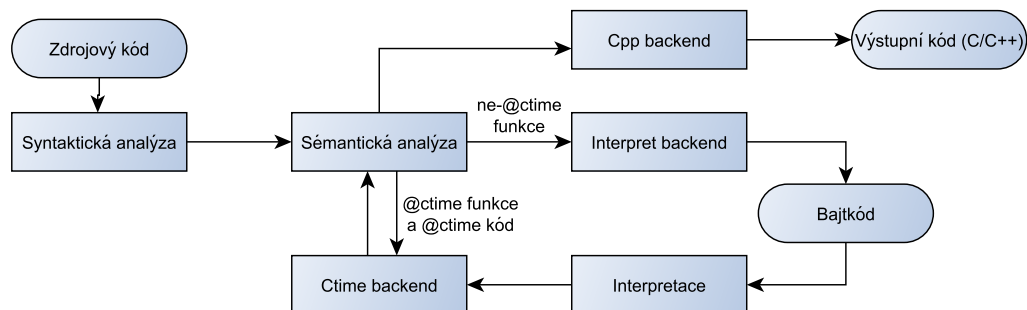 Zdrojový kód
Cpp backend
Výstupní kód (C/C++)
ne-@ctime
funkce
Syntaktická analýza
Sémantická analýza
Interpret backend
@ctime funkce
a @ctime kód
Bajtkód
Ctime backend
Interpretace